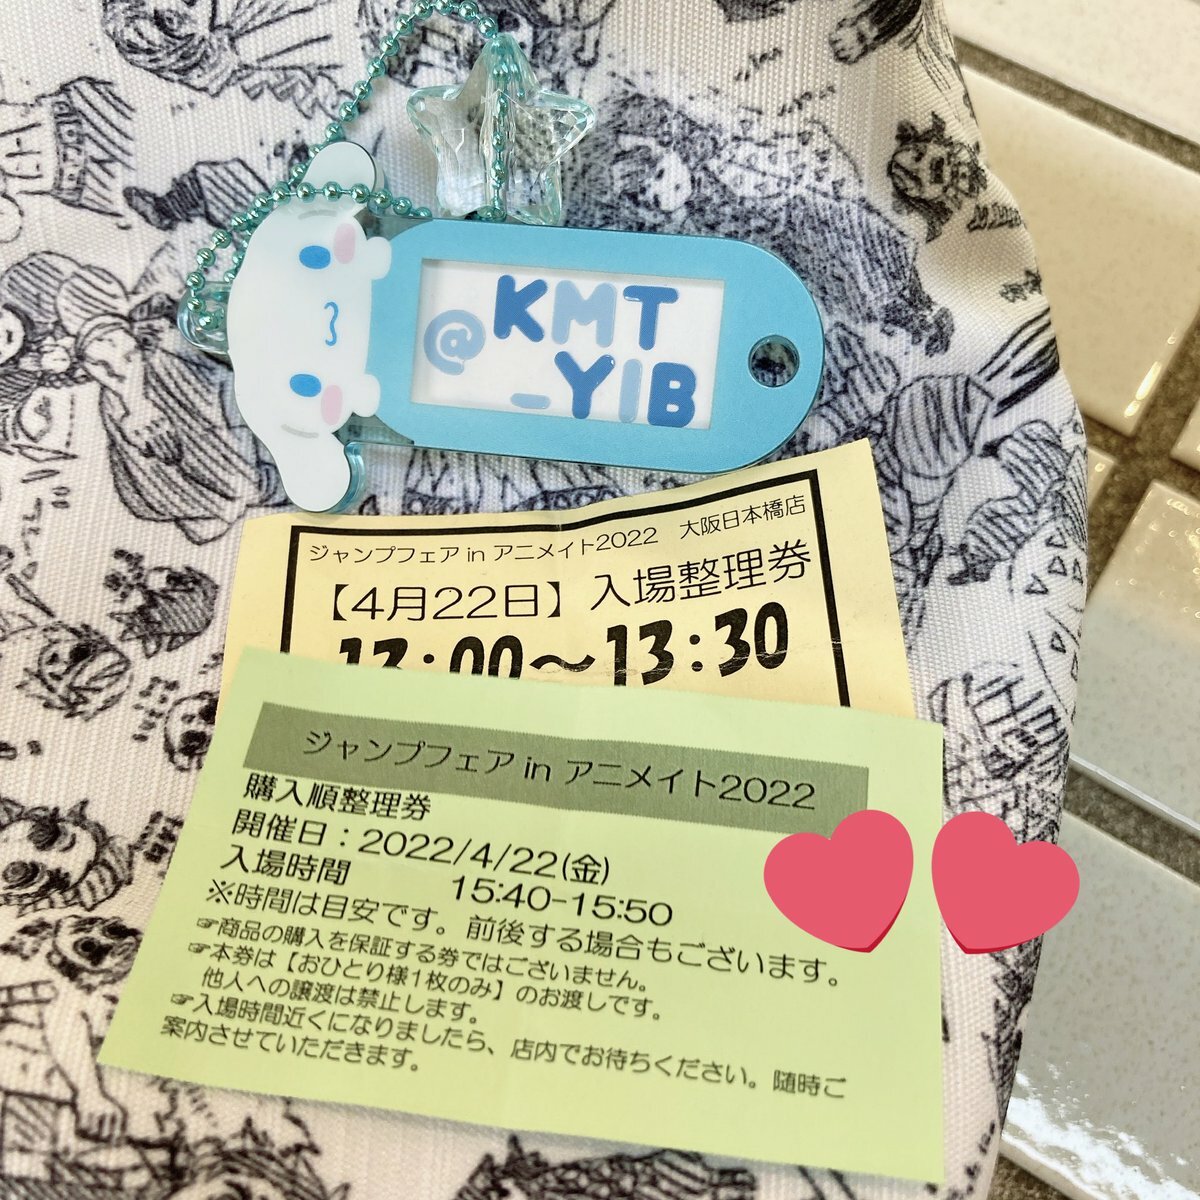 @KMT
_YIB
ジャンプフェア in アニメイト2022 大阪日本橋店
【4月22日】入場整理券
13:00～13:30
ジャンプフェア in アニメイト2022
購入順整理券
開催日：2022/4/22(金)
入場時間 15:40-15:50
※時間は目安です。前後する場合もございます。
☞商品の購入を保証する券ではございません。
☞本券は【おひとり様1枚のみ】のお渡しです。
他人への譲渡は禁止します。
☞入場時間近くになりましたら、店内でお待ちください。随時ご
案内させていただきます。